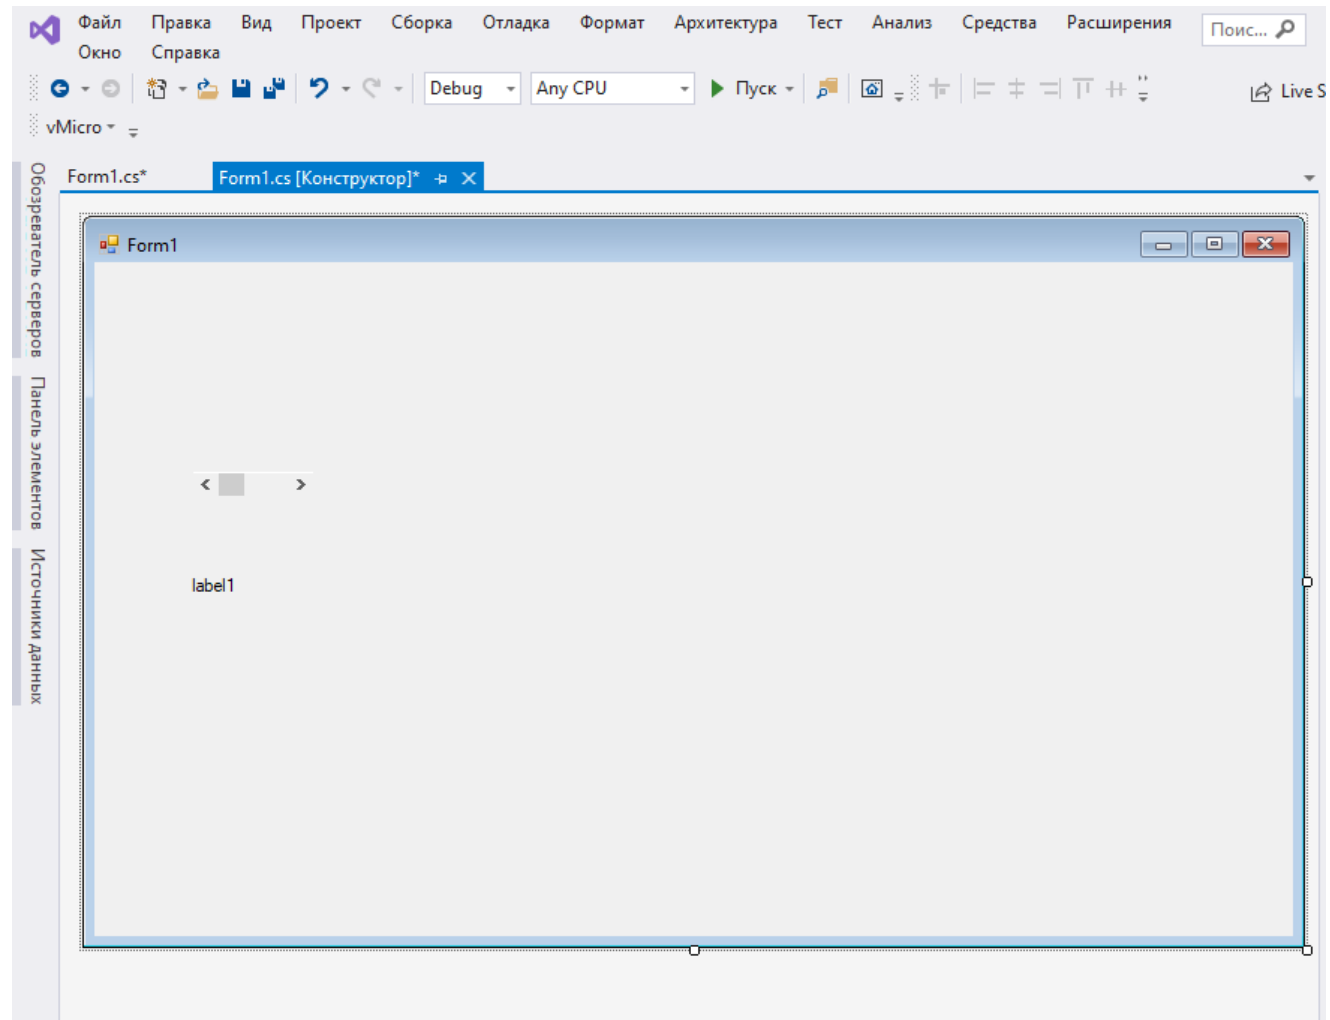 Файл Правка Вид Проект Сборка Отладка Формат Архитектура Тест Анализ Средства Расширения Поиск...
Окно Справка
Debug Any CPU Пуск Live S
vMicro
Form1.cs* Form1.cs [Конструктор]*
Form1
label1
Обозреватель серверов
Панель элементов
Источники данных